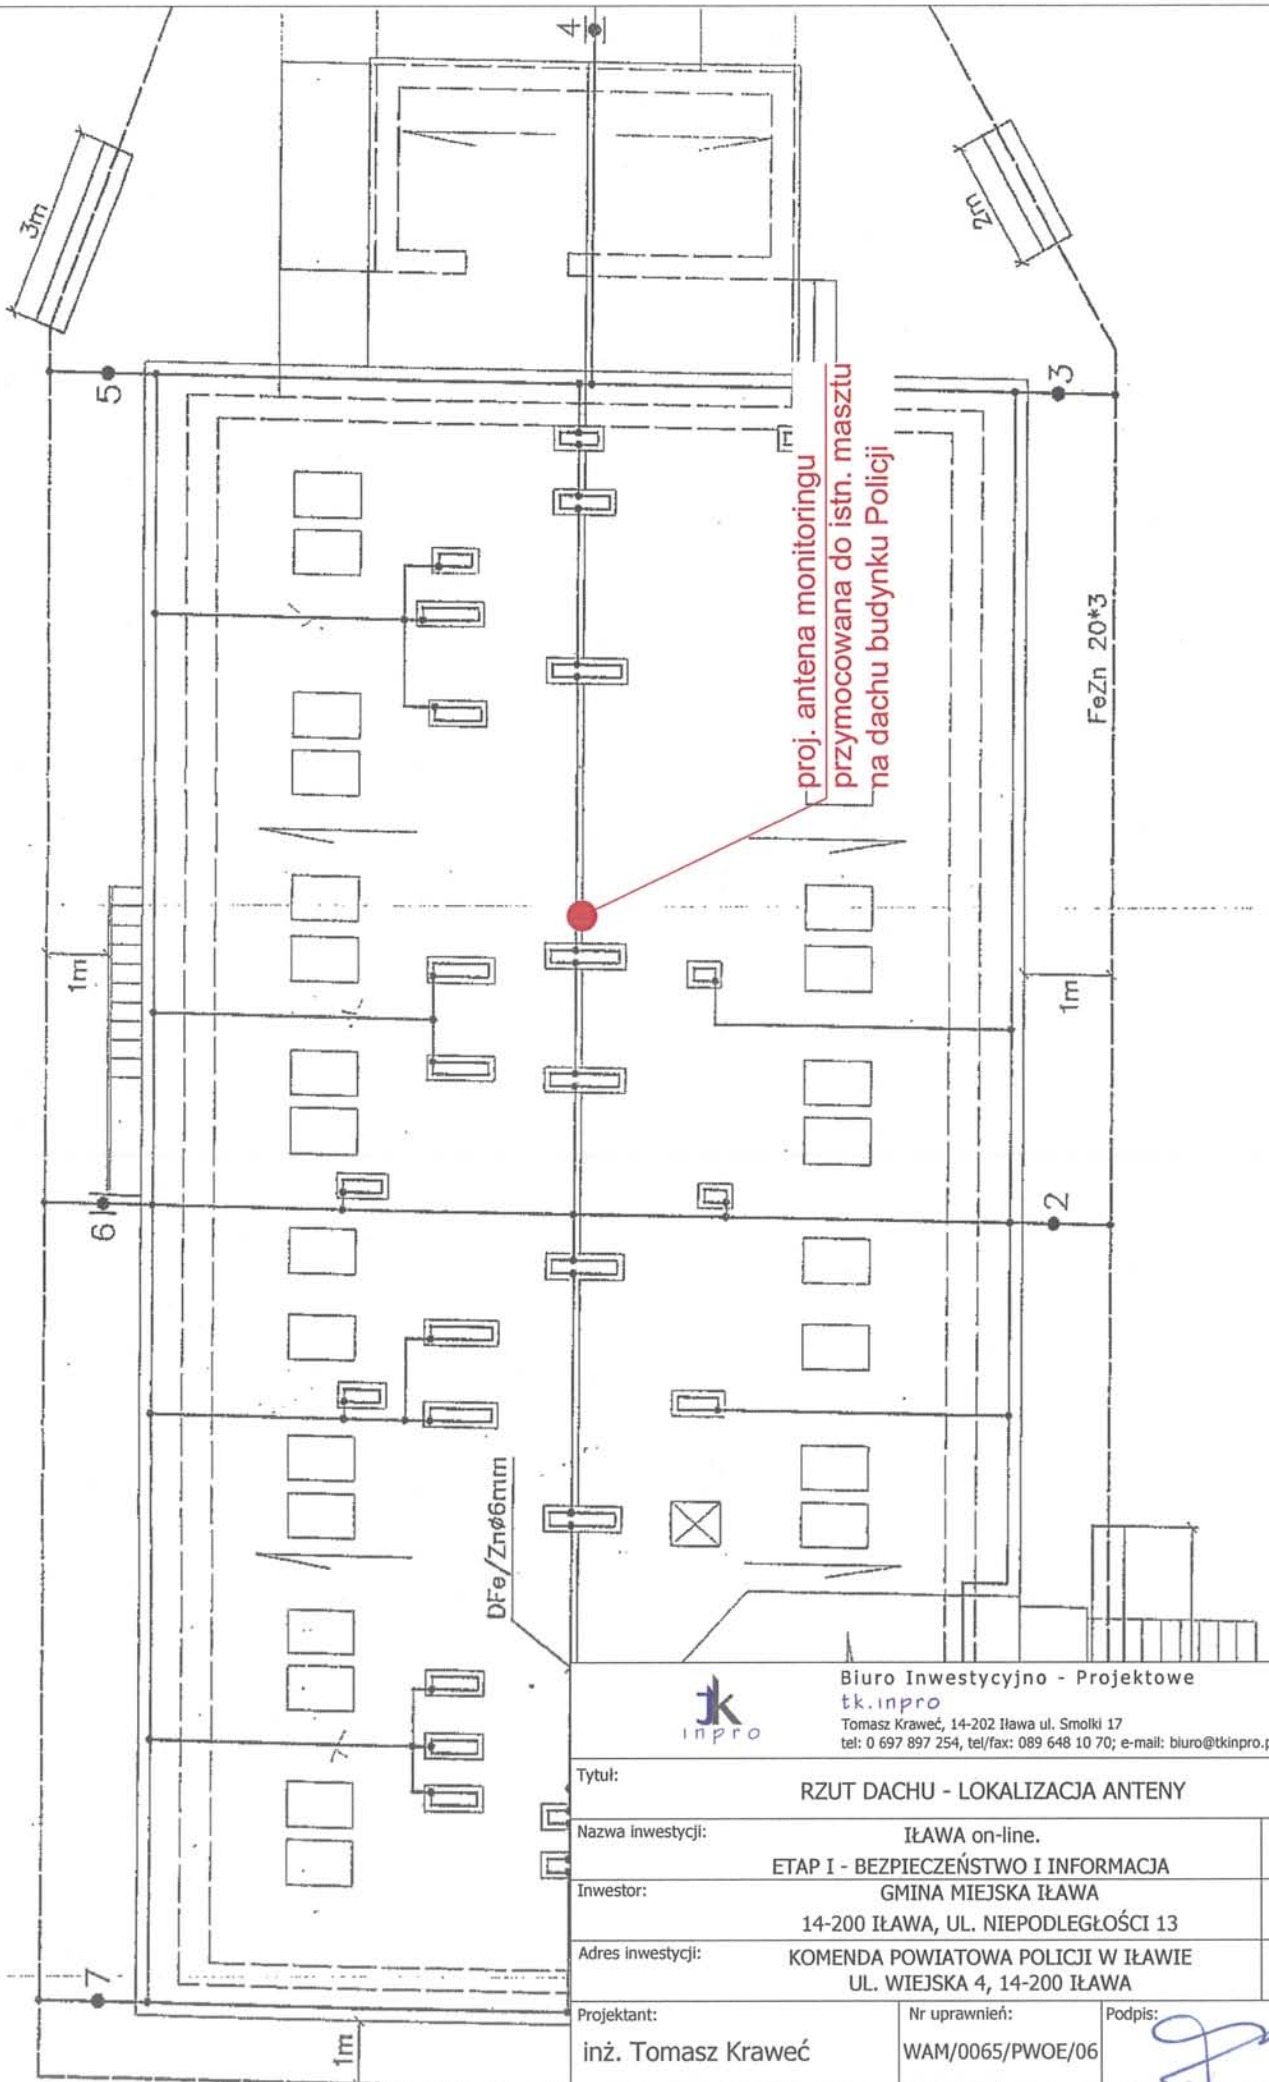 4
3m
2m
5
3
proj. antena monitoringu
przymocowana do istn. masztu
na dachu budynku Policji
FeZn 20*3
1m
1m
6
2
DFe/Znø6mm
7
1m
tk
inpro
Biuro Inwestycyjno - Projektowe
tk.inpro
Tomasz Kraweć, 14-202 Iława ul. Smolki 17
tel: 0 697 897 254, tel/fax: 089 648 10 70; e-mail: biuro@tkinpro.p
Tytuł:
RZUT DACHU - LOKALIZACJA ANTENY
Nazwa inwestycji:
IŁAWA on-line.
ETAP I - BEZPIECZEŃSTWO I INFORMACJA
Inwestor:
GMINA MIEJSKA IŁAWA
14-200 IŁAWA, UL. NIEPODLEGŁOŚCI 13
Adres inwestycji:
KOMENDA POWIATOWA POLICJI W IŁAWIE
UL. WIEJSKA 4, 14-200 IŁAWA
Projektant:
inż. Tomasz Kraweć
Nr uprawnień:
WAM/0065/PWOE/06
Podpis: